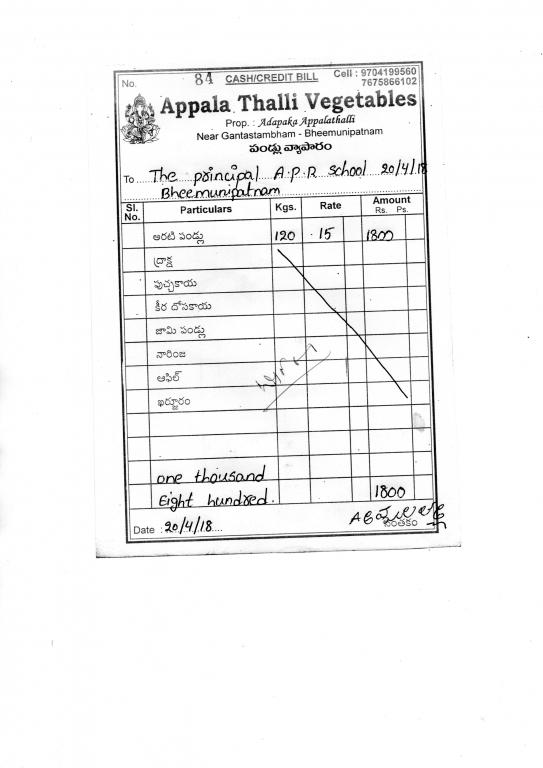 No. 84 CASH/CREDIT BILL Cell : 9704199560
7675866102
Appala Thalli Vegetables
Prop. : Adapaka Appalathalli
Near Gantastambham - Bheemunipatnam
పండ్లు వ్యాపారం
To The principal A.P.R school 20/4/18
Bheemunipatnam
Sl. No. Particulars Kgs. Rate Amount Rs. Ps.
అరటి పండ్లు 120 15 1800
ద్రాక్ష
పుచ్చకాయ
కీర దోసకాయ
జామి పండ్లు
నారింజ
ఆఫిల్
ఖర్జూరం
one thousand
Eight hundred. 1800
Date : 20/4/18
సంతకం